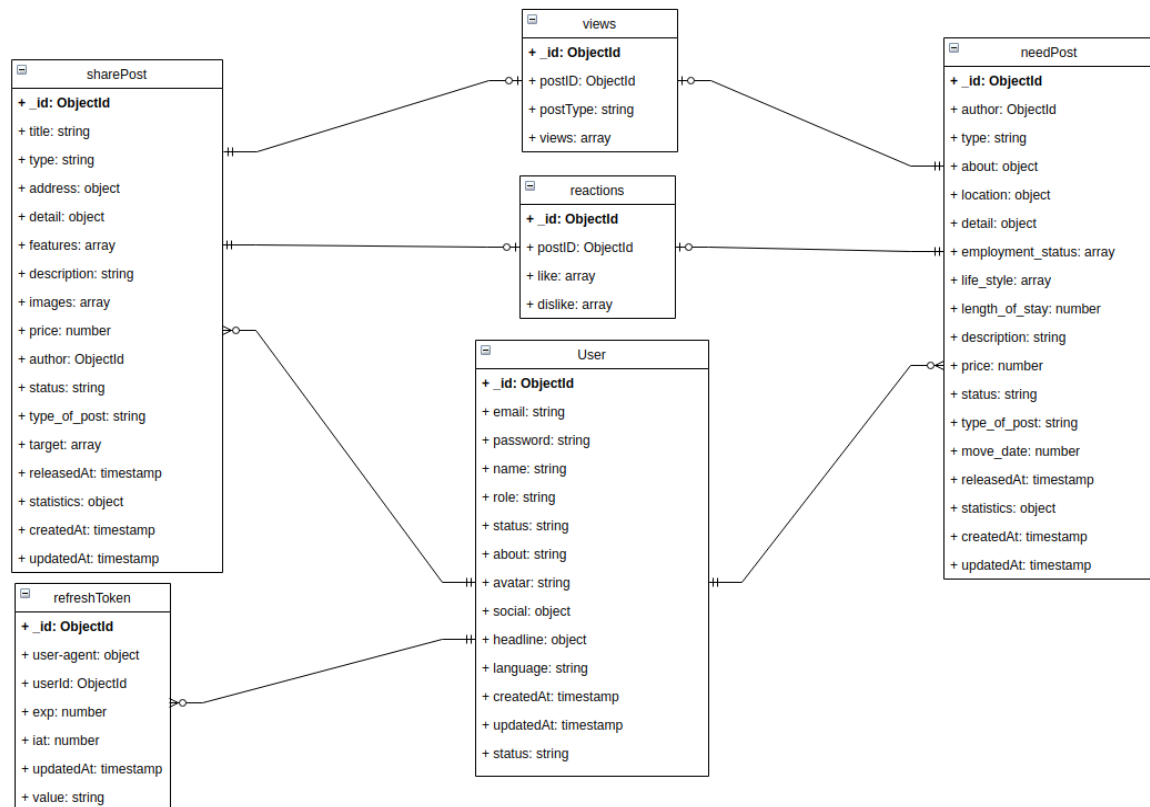 sharePost
+ _id: ObjectId
+ title: string
+ type: string
+ address: object
+ detail: object
+ features: array
+ description: string
+ images: array
+ price: number
+ author: ObjectId
+ status: string
+ type_of_post: string
+ target: array
+ releasedAt: timestamp
+ statistics: object
+ createdAt: timestamp
+ updatedAt: timestamp
refreshToken
+ _id: ObjectId
+ user-agent: object
+ userId: ObjectId
+ exp: number
+ iat: number
+ updatedAt: timestamp
+ value: string
views
+ _id: ObjectId
+ postID: ObjectId
+ postType: string
+ views: array
reactions
+ _id: ObjectId
+ postID: ObjectId
+ like: array
+ dislike: array
User
+ _id: ObjectId
+ email: string
+ password: string
+ name: string
+ role: string
+ status: string
+ about: string
+ avatar: string
+ social: object
+ headline: object
+ language: string
+ createdAt: timestamp
+ updatedAt: timestamp
+ status: string
needPost
+ _id: ObjectId
+ author: ObjectId
+ type: string
+ about: object
+ location: object
+ detail: object
+ employment_status: array
+ life_style: array
+ length_of_stay: number
+ description: string
+ price: number
+ status: string
+ type_of_post: string
+ move_date: number
+ releasedAt: timestamp
+ statistics: object
+ createdAt: timestamp
+ updatedAt: timestamp